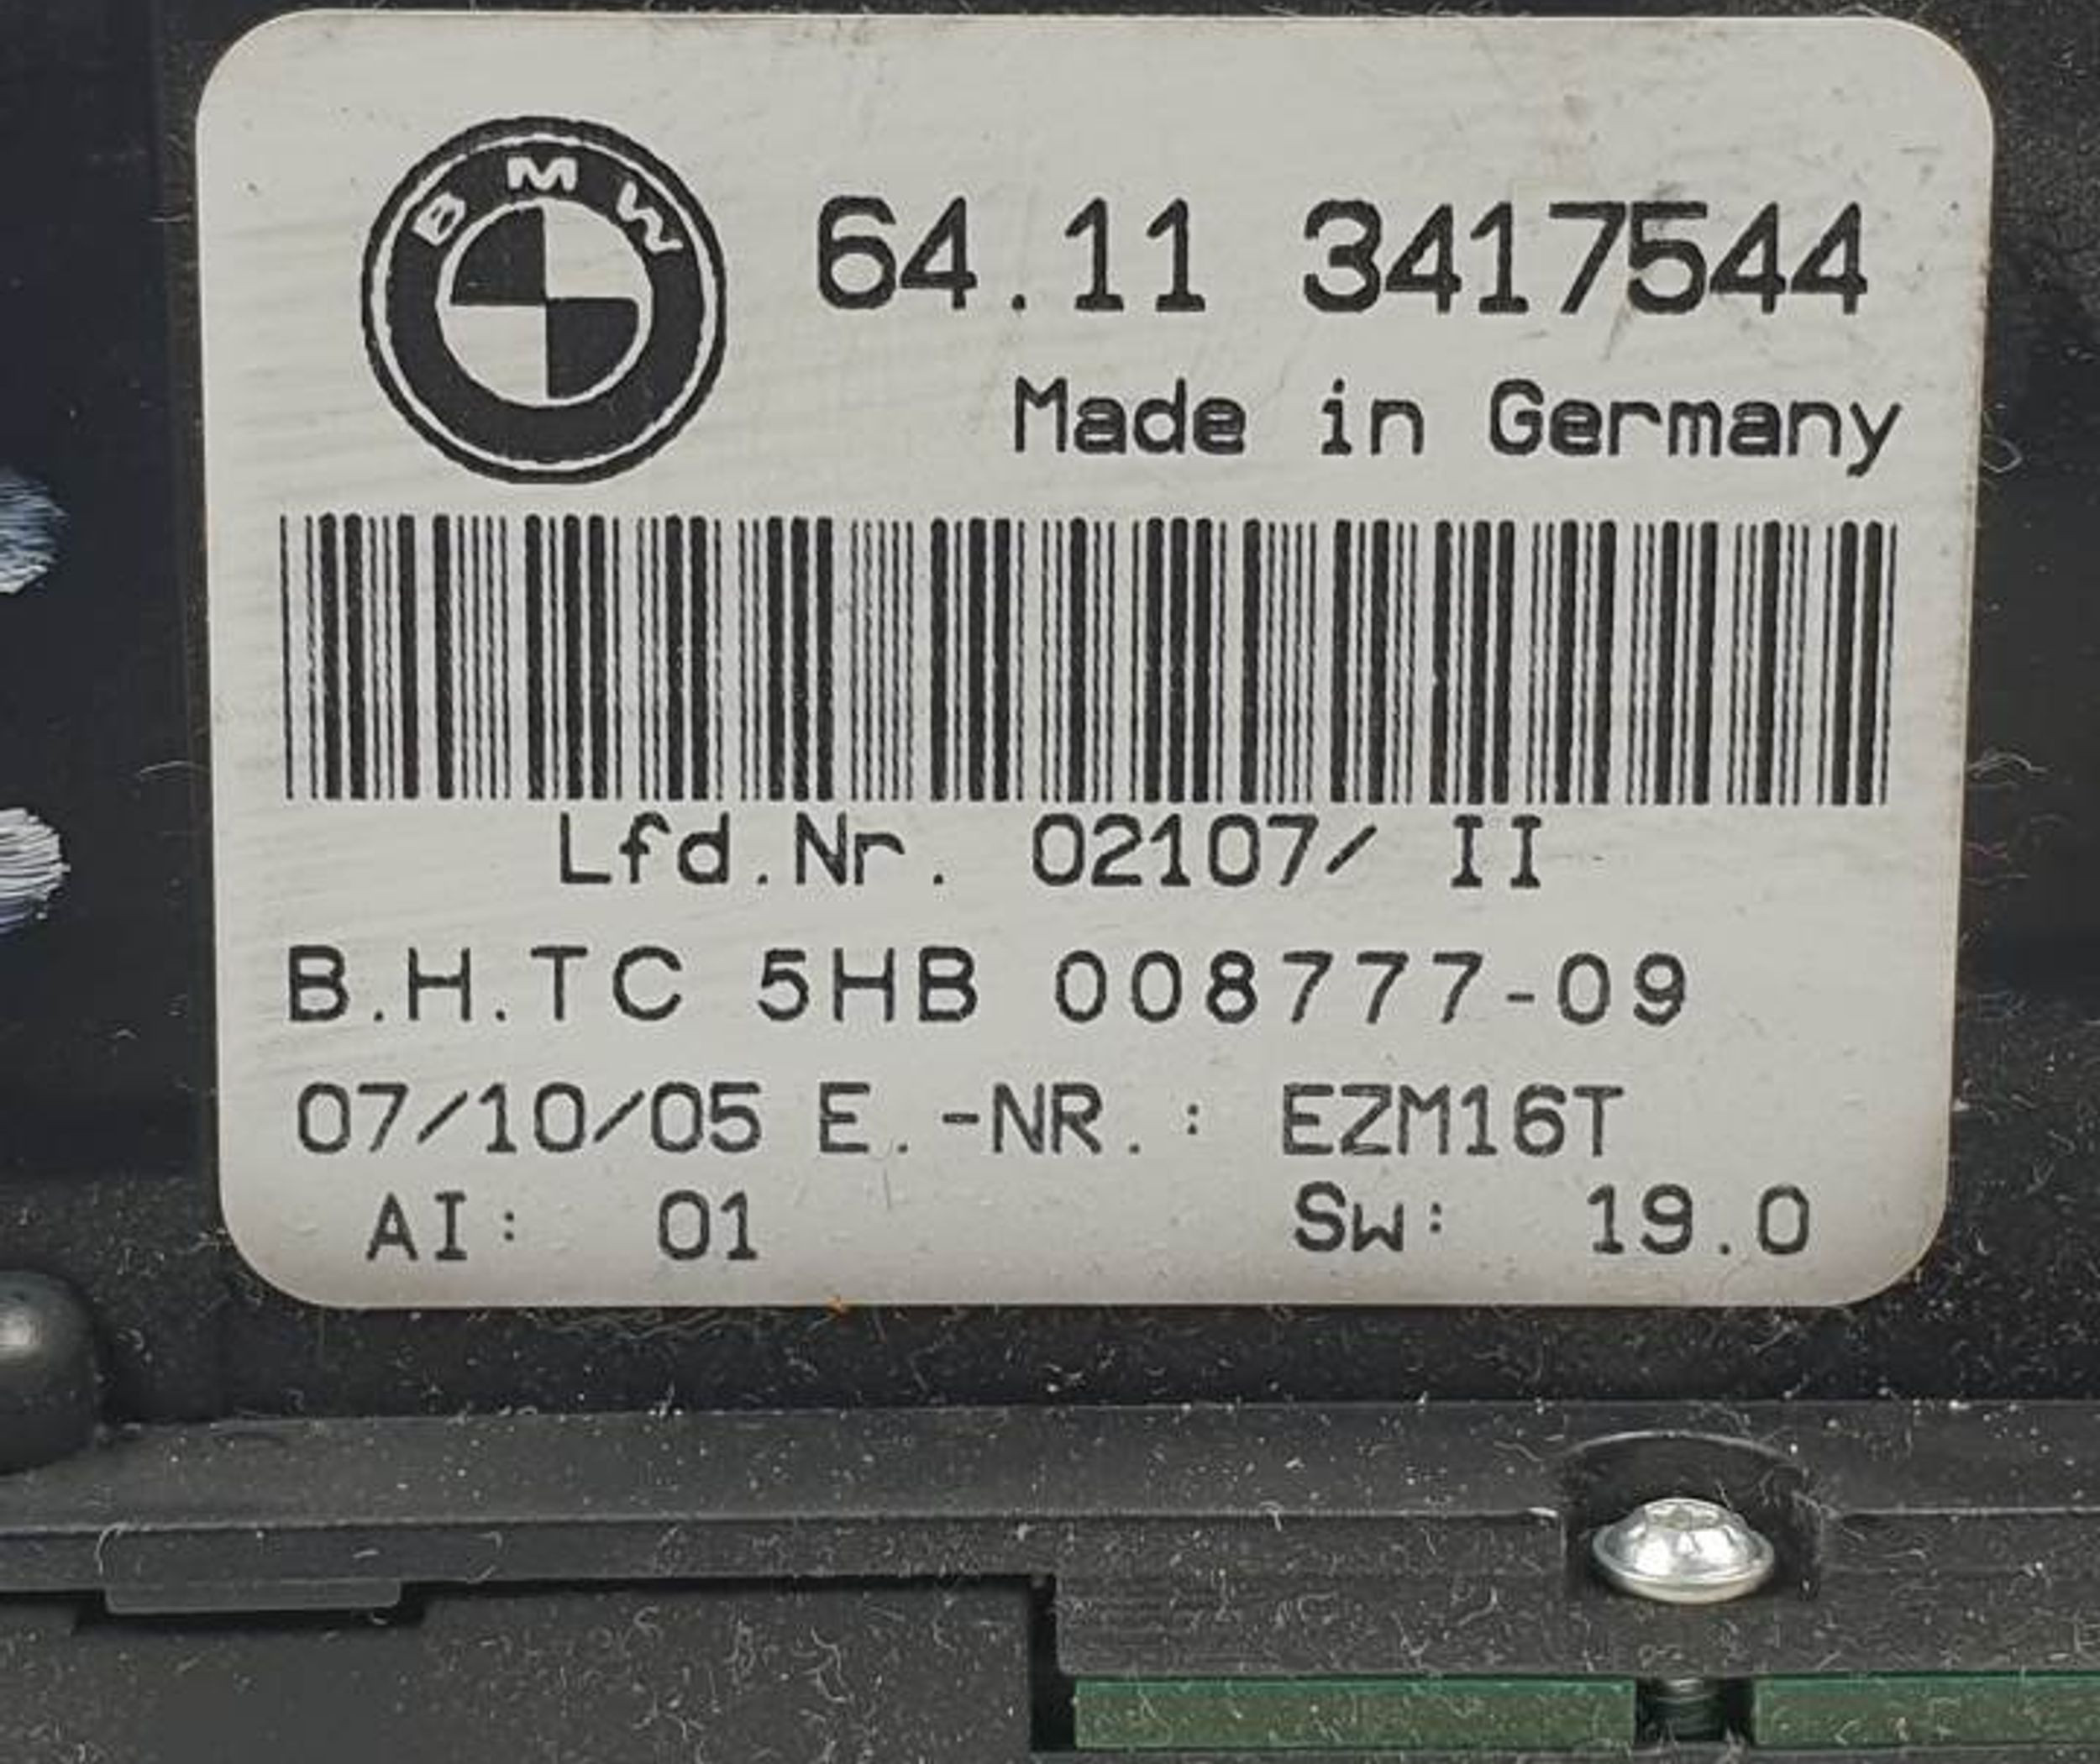 BMW
64.11 3417544
Made in Germany
Lfd.Nr. 02107/ II
B.H.TC 5HB 008777-09
07/10/05 E.-NR.: EZM16T
AI: 01 Sw: 19.0